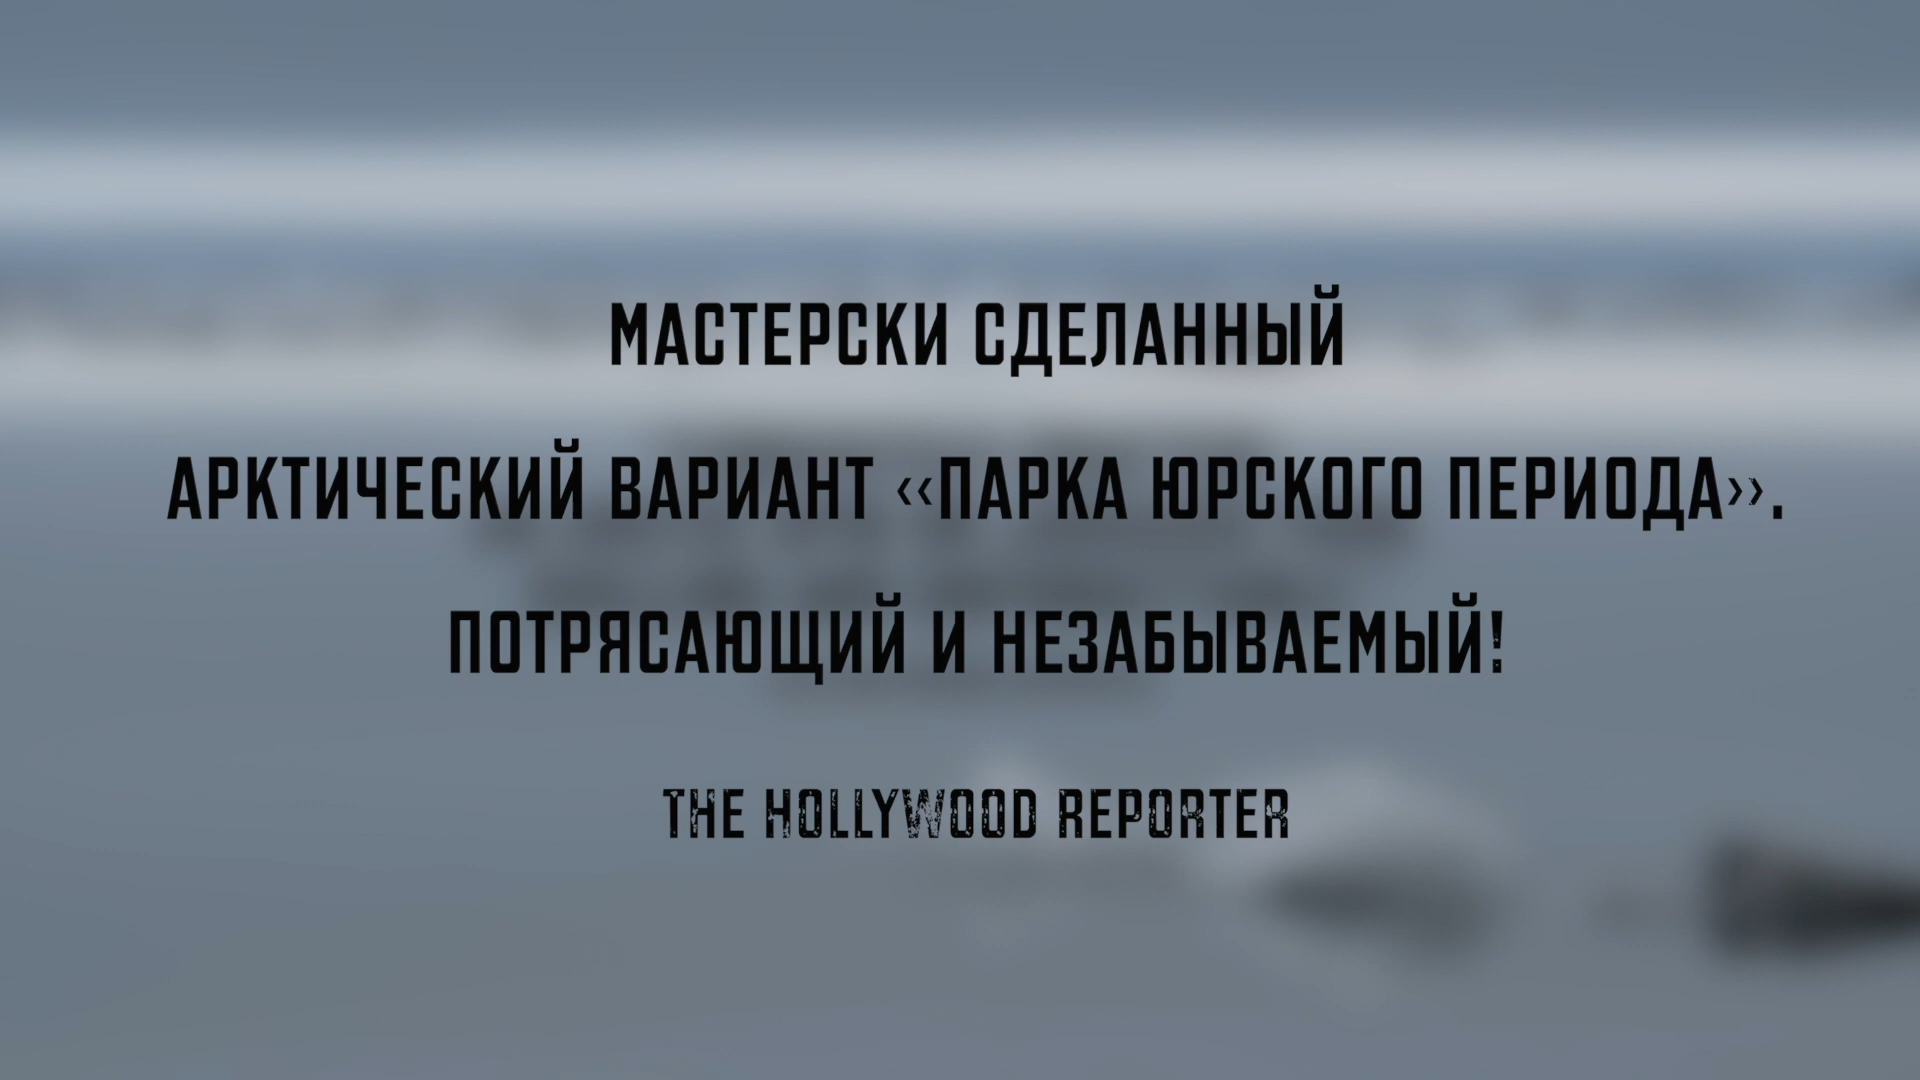 МАСТЕРСКИ СДЕЛАННЫЙ
АРКТИЧЕСКИЙ ВАРИАНТ «ПАРКА ЮРСКОГО ПЕРИОДА».
ПОТРЯСАЮЩИЙ И НЕЗАБЫВАЕМЫЙ!
THE HOLLYWOOD REPORTER